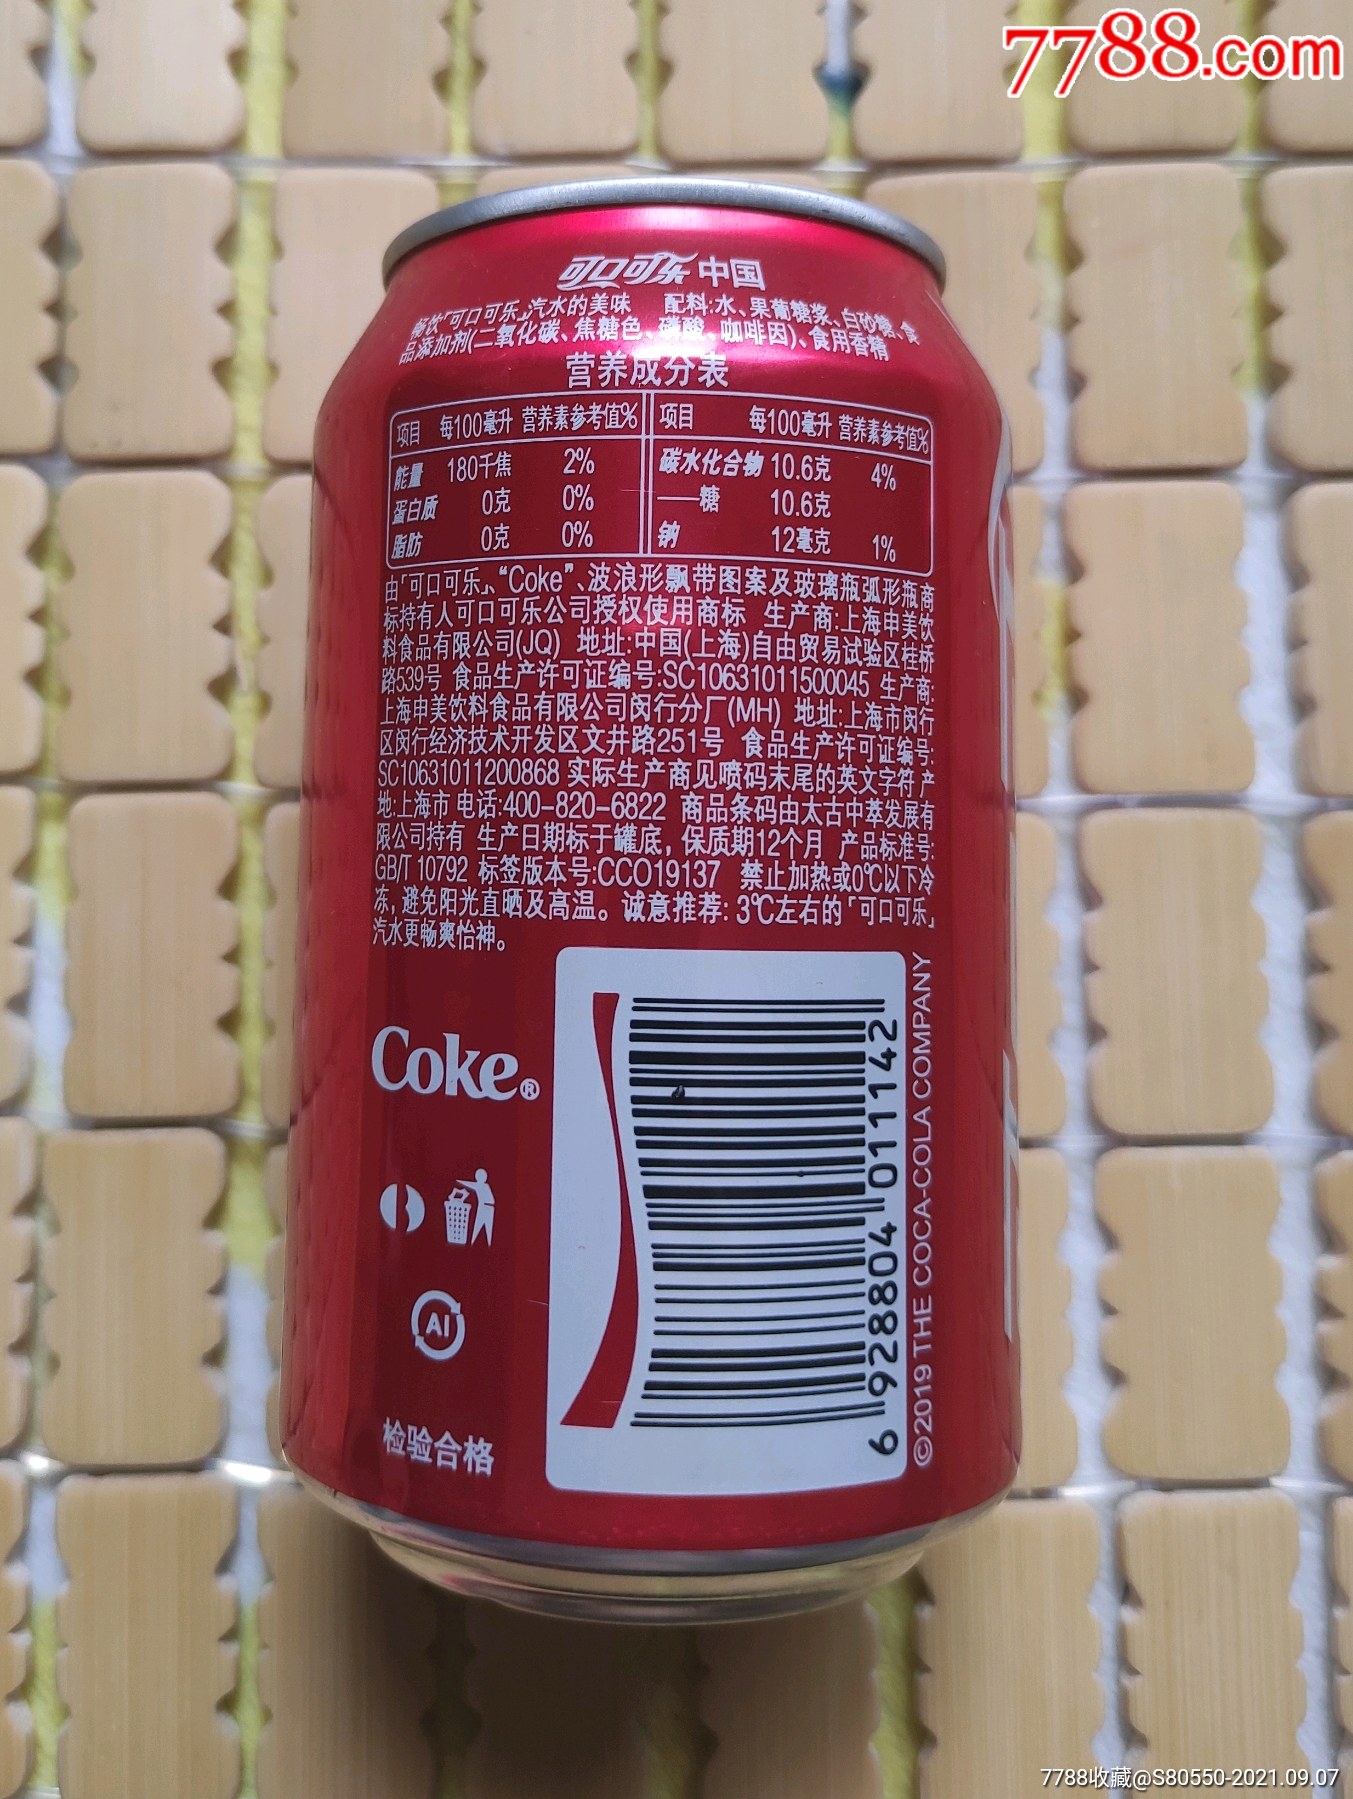 7788.com
可口可乐中国
畅饮「可口可乐」汽水的美味 配料:水、果葡糖浆、白砂糖、食
品添加剂(二氧化碳、焦糖色、磷酸、咖啡因)、食用香精
营养成分表
项目 每100毫升 营养素参考值% 项目 每100毫升 营养素参考值%
能量 180千焦 2% 碳水化合物 10.6克 4%
蛋白质 0克 0% ——糖 10.6克
脂肪 0克 0% 钠 12毫克 1%
由「可口可乐」、“Coke”、波浪形飘带图案及玻璃瓶弧形瓶商
标持有人可口可乐公司授权使用商标 生产商:上海申美饮
料食品有限公司(JQ) 地址:中国(上海)自由贸易试验区桂桥
路539号 食品生产许可证编号:SC10631011500045 生产商:
上海申美饮料食品有限公司闵行分厂(MH) 地址:上海市闵行
区闵行经济技术开发区文井路251号 食品生产许可证编号:
SC10631011200868 实际生产商见喷码末尾的英文字符 产
地:上海市 电话:400-820-6822 商品条码由太古中萃发展有
限公司持有 生产日期标于罐底，保质期12个月 产品标准号:
GB/T 10792 标签版本号:CCO19137 禁止加热或0℃以下冷
冻，避免阳光直晒及高温。诚意推荐：3℃左右的「可口可乐」
汽水更畅爽怡神。
Coke®
AI
检验合格
6 928804 011142
©2019 THE COCA-COLA COMPANY
7788收藏@S80550-2021.09.07